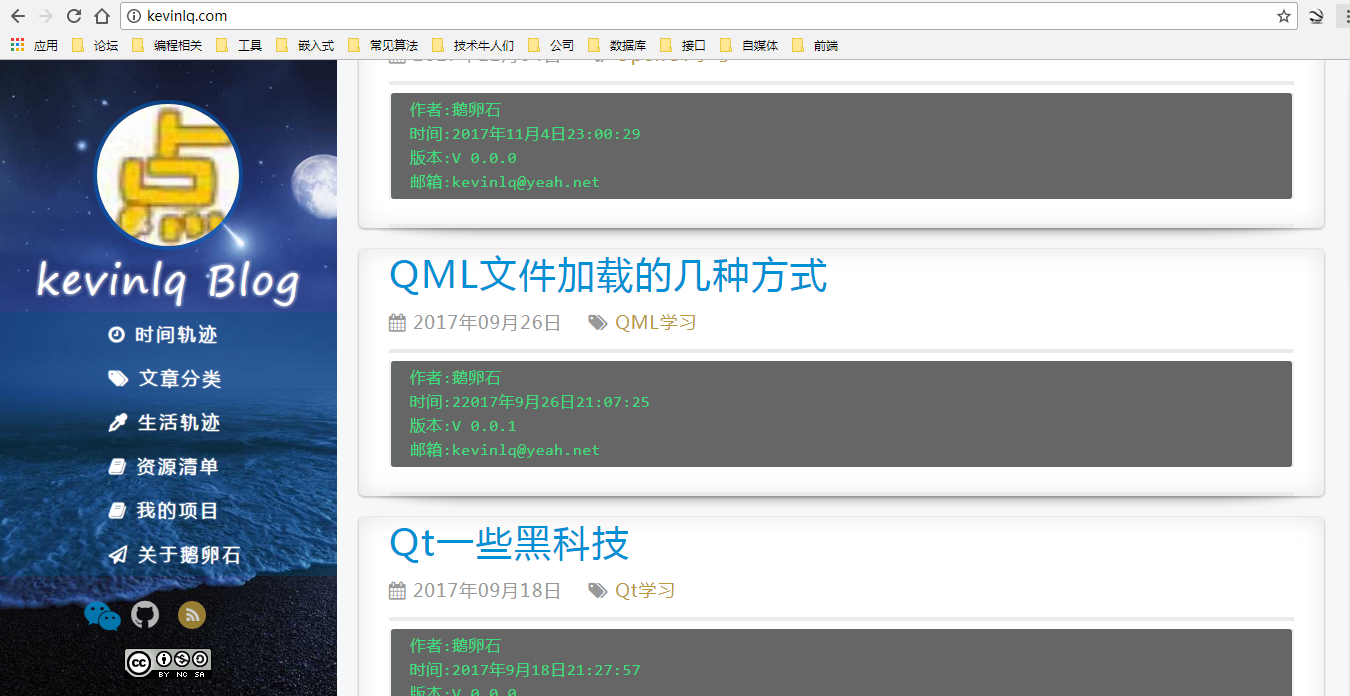 kevinlq.com
应用 论坛 编程相关 工具 嵌入式 常见算法 技术牛人们 公司 数据库 接口 自媒体 前端
点
kevinlq Blog
时间轨迹
文章分类
生活轨迹
资源清单
我的项目
关于鹅卵石
cc
BY NC SA
作者:鹅卵石
时间:2017年11月4日23:00:29
版本:V 0.0.0
邮箱:kevinlq@yeah.net
QML文件加载的几种方式
2017年09月26日 QML学习
作者:鹅卵石
时间:22017年9月26日21:07:25
版本:V 0.0.1
邮箱:kevinlq@yeah.net
Qt一些黑科技
2017年09月18日 Qt学习
作者:鹅卵石
时间:2017年9月18日21:27:57
版本:V 0.0.0